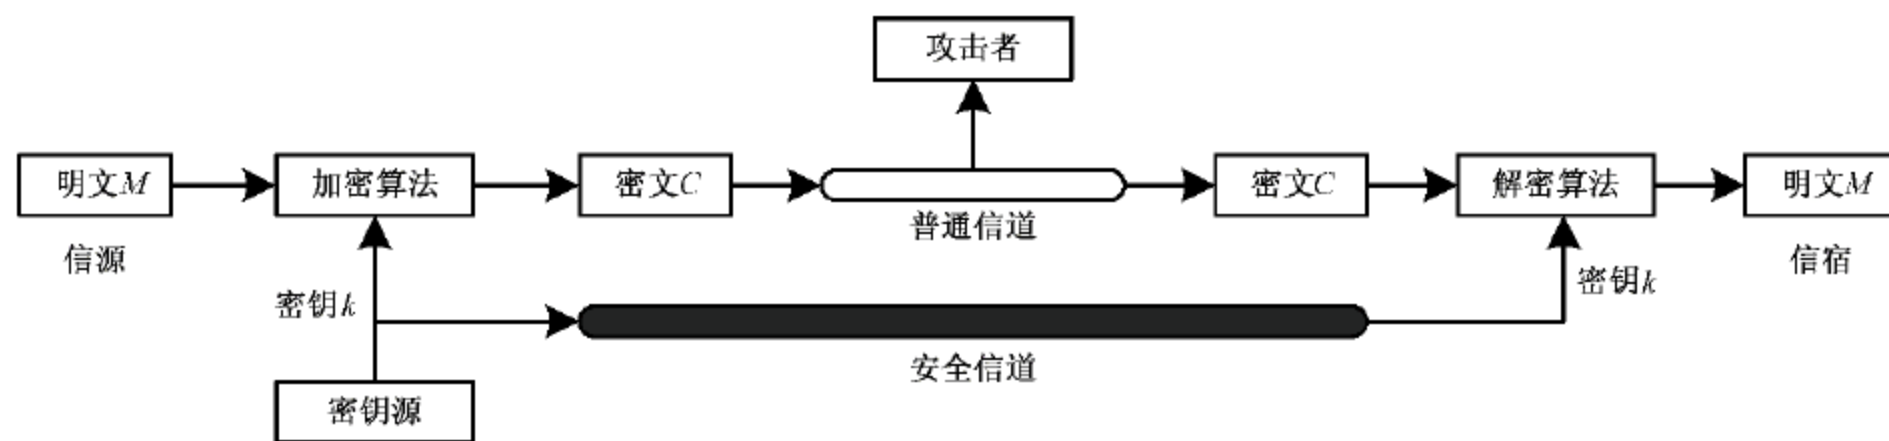 攻击者
明文M
加密算法
密文C
密文C
解密算法
明文M
普通信道
信源
信宿
密钥k
密钥k
安全信道
密钥源